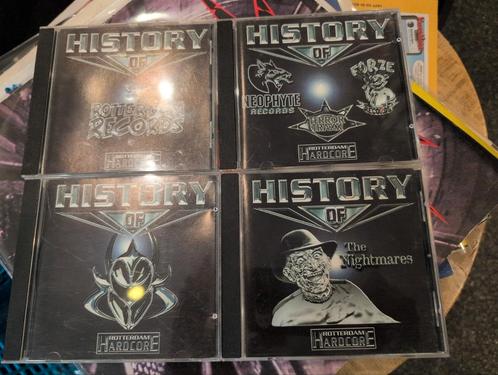 HISTORY
OF
ROTTERDAM
RECORDS
ROTTERDAM
HARDCORE
HISTORY
OF
NEOPHYTE
RECORDS
FORZE
TERROR
ROTTERDAM
HARDCORE
HISTORY
OF
ROTTERDAM
HARDCORE
HISTORY
OF
The
Nightmares
ROTTERDAM
HARDCORE